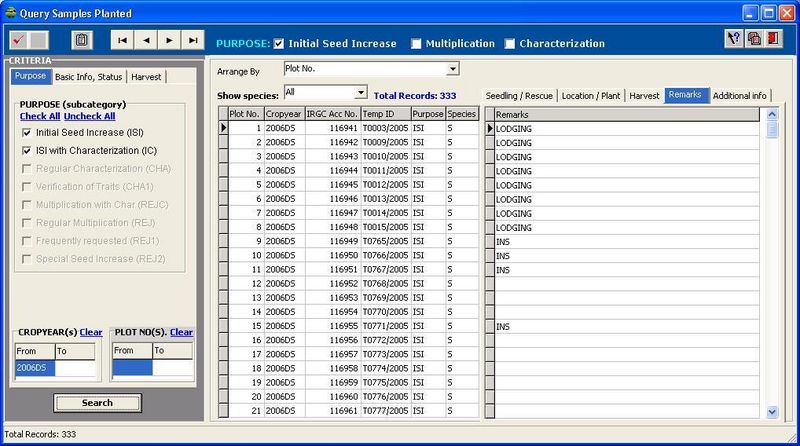 Query Samples Planted
PURPOSE: Initial Seed Increase Multiplication Characterization
CRITERIA
Purpose Basic Info, Status Harvest
PURPOSE (subcategory)
Check All Uncheck All
Initial Seed Increase (ISI)
ISI with Characterization (IC)
Regular Characterization (CHA)
Verification of Traits (CHA1)
Multiplication with Char (REJC)
Regular Multiplication (REJ)
Frequently requested (REJ1)
Special Seed Increase (REJ2)
CROPYEAR(s) Clear
From To
2006DS
PLOT NO(S). Clear
From To
Search
Arrange By Plot No.
Show species: All Total Records: 333
Plot No. Cropyear IRGC Acc No. Temp ID Purpose Species
1 2006DS 116941 T0003/2005 ISI S
2 2006DS 116942 T0009/2005 ISI S
3 2006DS 116943 T0010/2005 ISI S
4 2006DS 116944 T0011/2005 ISI S
5 2006DS 116945 T0012/2005 ISI S
6 2006DS 116946 T0013/2005 ISI S
7 2006DS 116947 T0014/2005 ISI S
8 2006DS 116948 T0015/2005 ISI S
9 2006DS 116949 T0765/2005 ISI S
10 2006DS 116950 T0766/2005 ISI S
11 2006DS 116951 T0767/2005 ISI S
12 2006DS 116952 T0768/2005 ISI S
13 2006DS 116953 T0769/2005 ISI S
14 2006DS 116954 T0770/2005 ISI S
15 2006DS 116955 T0771/2005 ISI S
16 2006DS 116956 T0772/2005 ISI S
17 2006DS 116957 T0773/2005 ISI S
18 2006DS 116958 T0774/2005 ISI S
19 2006DS 116959 T0775/2005 ISI S
20 2006DS 116960 T0776/2005 ISI S
21 2006DS 116961 T0777/2005 ISI S
Seedling / Rescue Location / Plant Harvest Remarks Additional info
Remarks
LODGING
LODGING
LODGING
LODGING
LODGING
LODGING
LODGING
LODGING
INS
INS
INS
INS
Total Records: 333